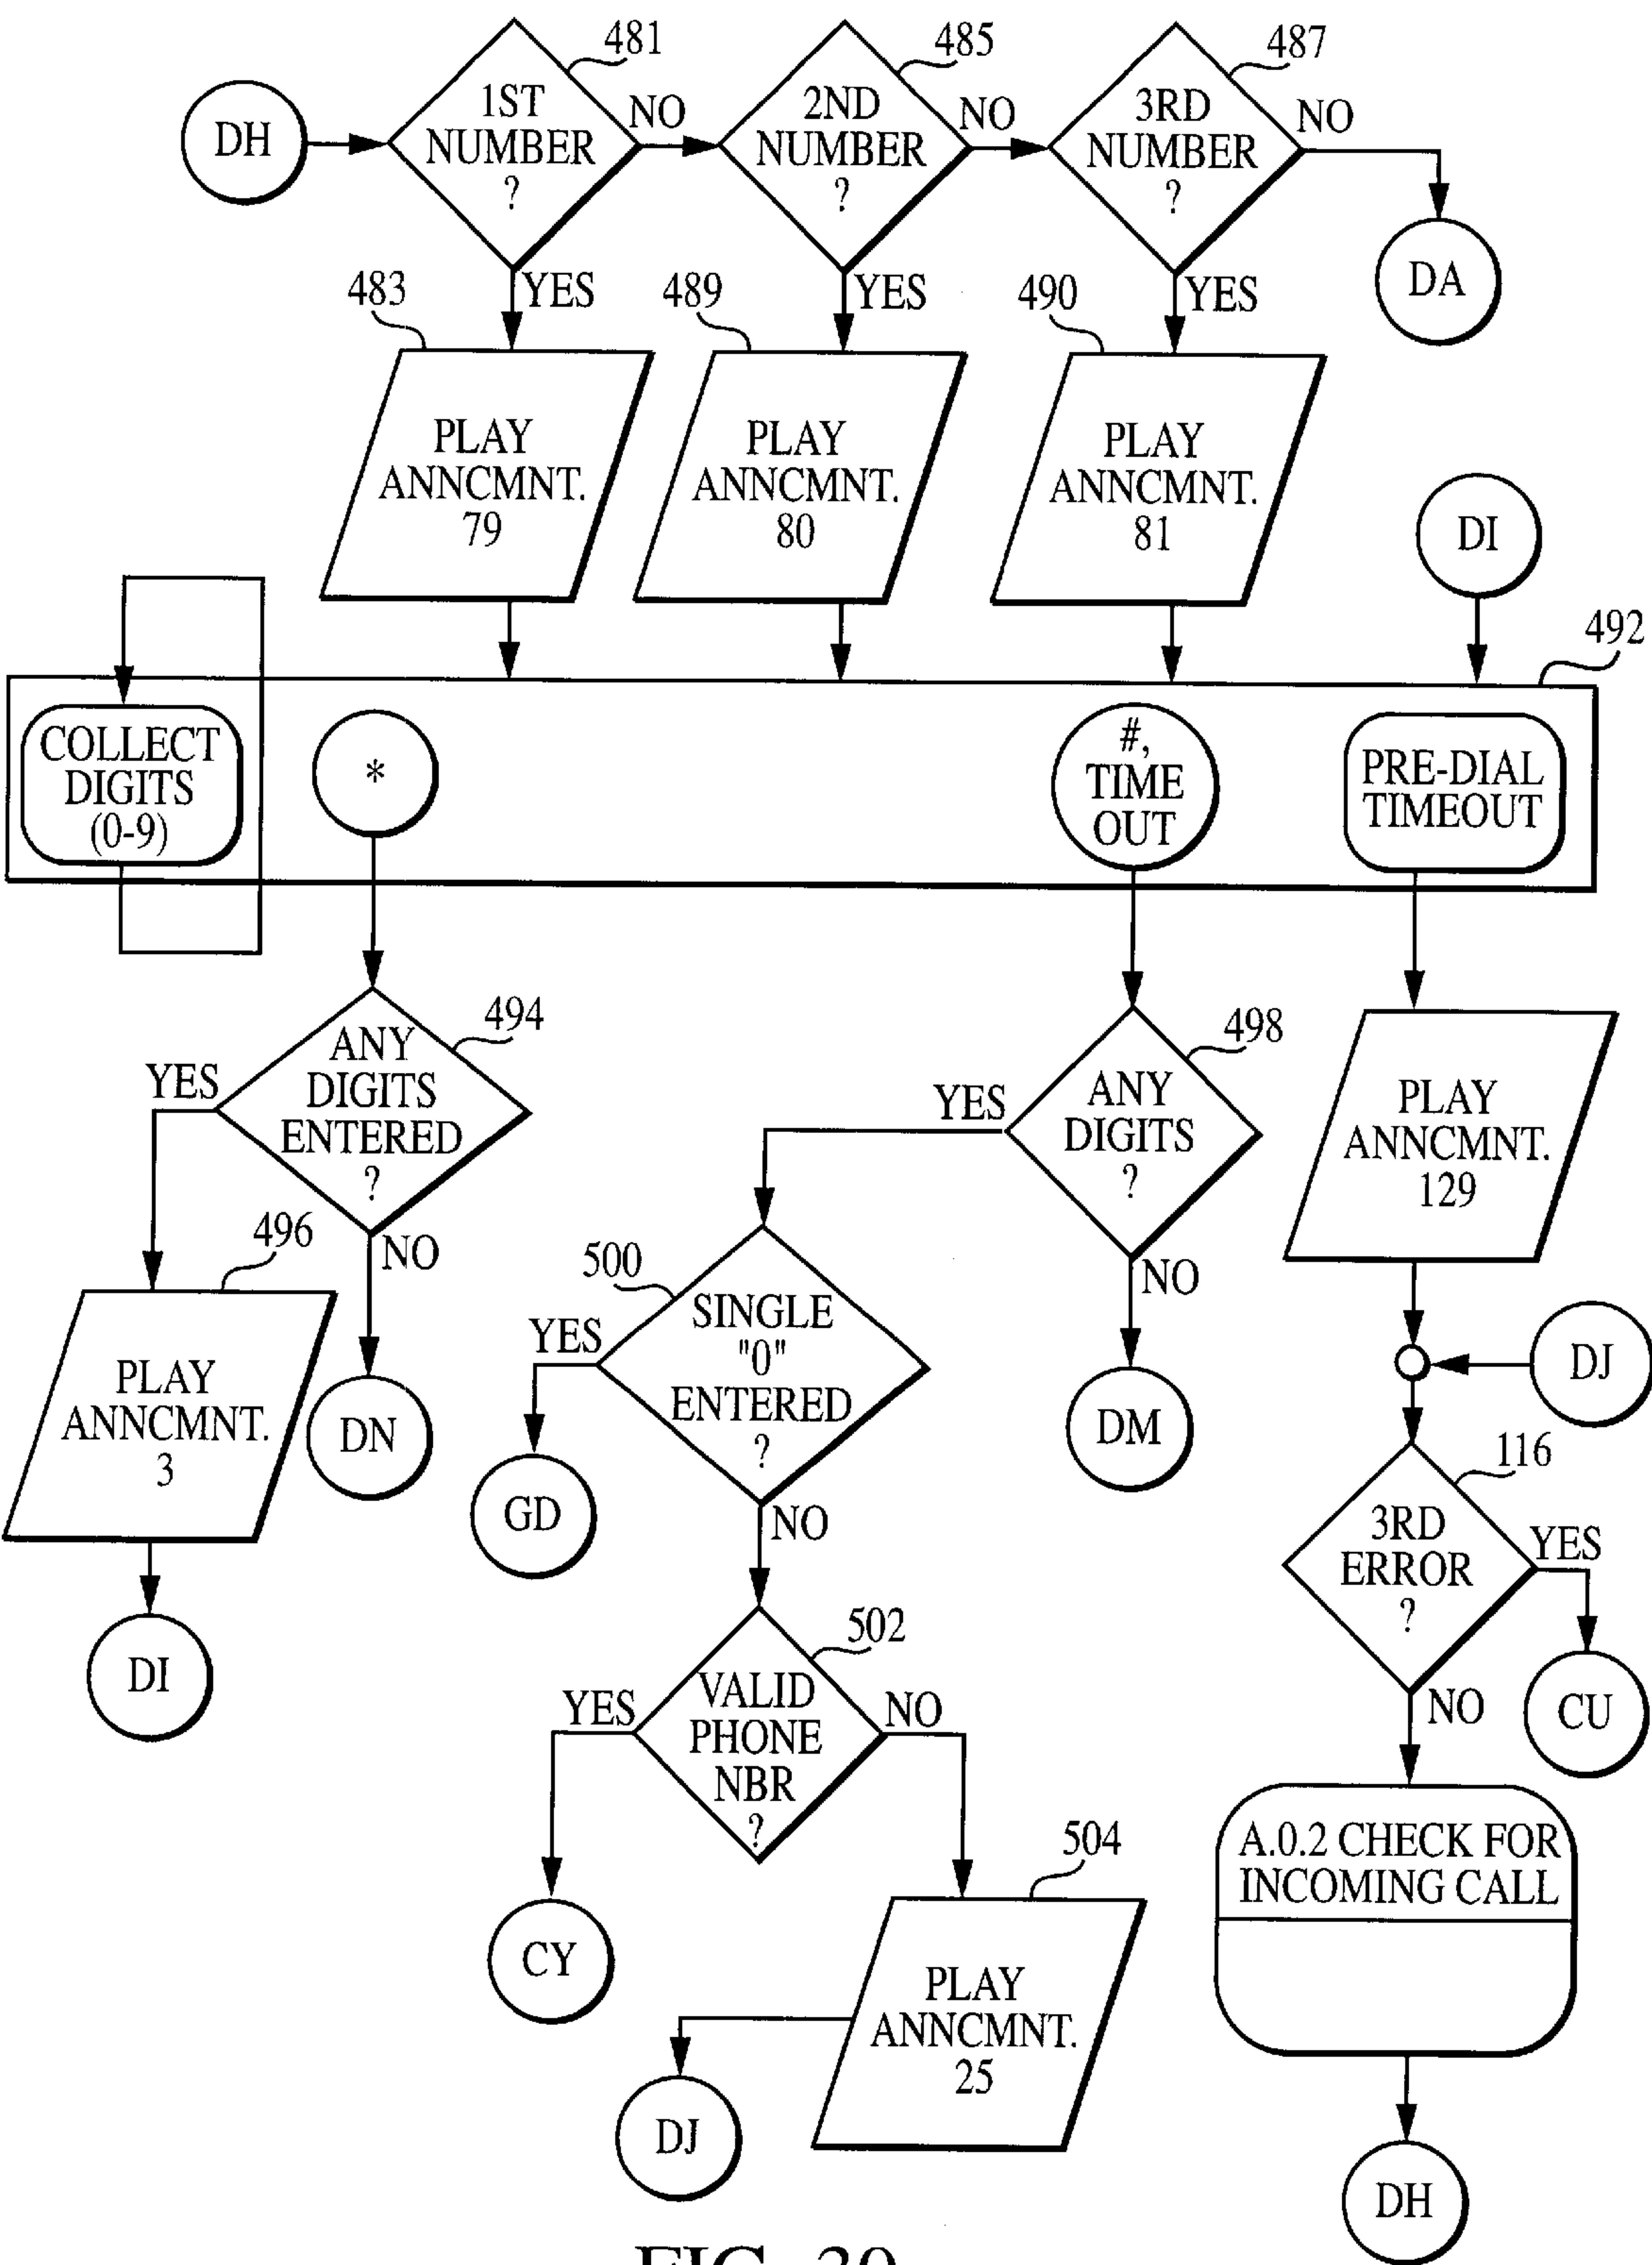 481
485
487
DH
1ST
NUMBER
?
NO
2ND
NUMBER
?
NO
3RD
NUMBER
?
NO
DA
483
YES
489
YES
490
YES
PLAY
ANNCMNT.
79
PLAY
ANNCMNT.
80
PLAY
ANNCMNT.
81
DI
492
COLLECT
DIGITS
(0-9)
*
#,
TIME
OUT
PRE-DIAL
TIMEOUT
494
YES
ANY
DIGITS
ENTERED
?
NO
498
YES
ANY
DIGITS
?
NO
PLAY
ANNCMNT.
129
496
PLAY
ANNCMNT.
3
DN
500
YES
SINGLE
"0"
ENTERED
?
NO
DM
DJ
116
GD
3RD
ERROR
?
YES
NO
DI
502
YES
VALID
PHONE
NBR
?
NO
CU
504
A.0.2 CHECK FOR
INCOMING CALL
CY
PLAY
ANNCMNT.
25
DJ
DH
FIG. 30